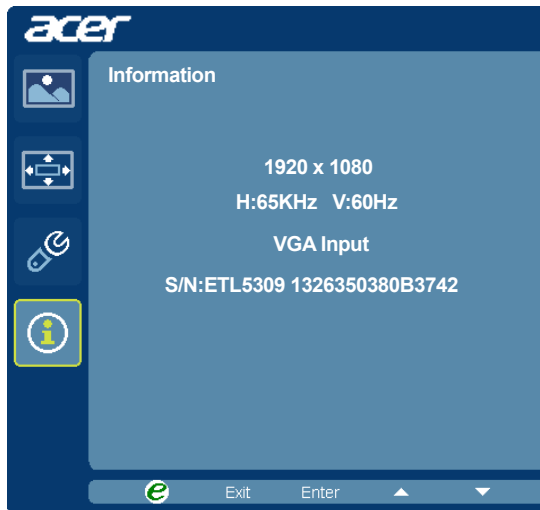 acer
Information
1920 x 1080
H:65KHz V:60Hz
VGA Input
S/N:ETL5309 1326350380B3742
e Exit Enter